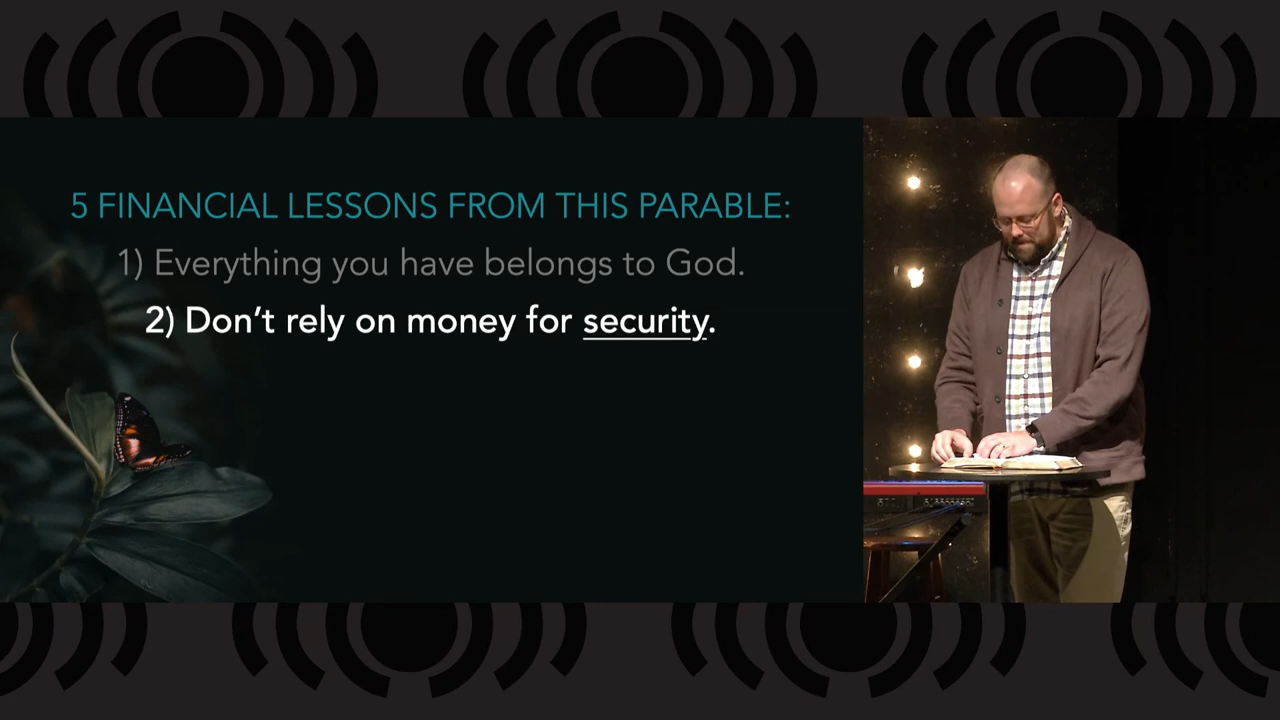 5 FINANCIAL LESSONS FROM THIS PARABLE:
1) Everything you have belongs to God.
2) Don’t rely on money for security.